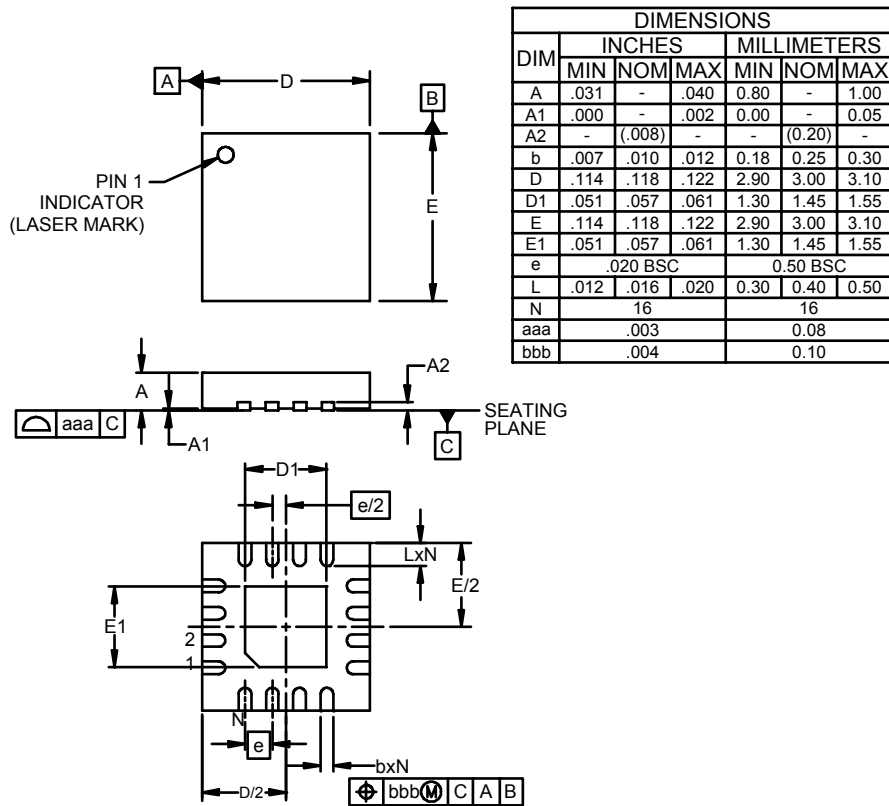 A
D
B
PIN 1
INDICATOR
(LASER MARK)
E
DIMENSIONS
DIM INCHES MILLIMETERS
MIN NOM MAX MIN NOM MAX
A .031 - .040 0.80 - 1.00
A1 .000 - .002 0.00 - 0.05
A2 - (.008) - - (0.20) -
b .007 .010 .012 0.18 0.25 0.30
D .114 .118 .122 2.90 3.00 3.10
D1 .051 .057 .061 1.30 1.45 1.55
E .114 .118 .122 2.90 3.00 3.10
E1 .051 .057 .061 1.30 1.45 1.55
e .020 BSC 0.50 BSC
L .012 .016 .020 0.30 0.40 0.50
N 16 16
aaa .003 0.08
bbb .004 0.10
A2
A
aaa C
A1
SEATING
PLANE
C
D1
e/2
LxN
E/2
E1
2
1
N
e
bxN
D/2
bbb Ⓜ C A B